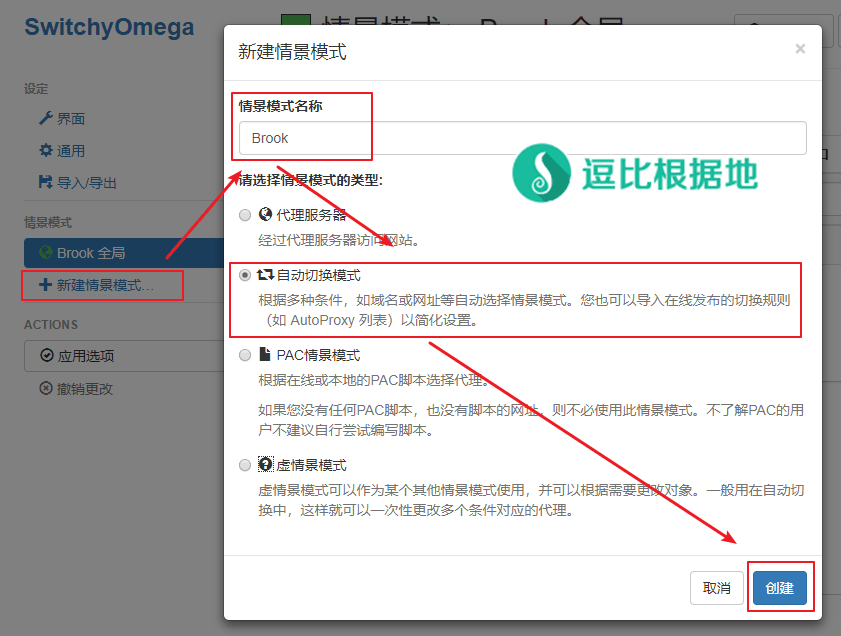 SwitchyOmega
设定
界面
通用
导入/导出
情景模式
Brook 全局
新建情景模式…
ACTIONS
应用选项
撤销更改
新建情景模式
×
情景模式名称
Brook
逗比根据地
请选择情景模式的类型:
代理服务器
经过代理服务器访问网站。
自动切换模式
根据多种条件，如域名或网址等自动选择情景模式。您也可以导入在线发布的切换规则
（如 AutoProxy 列表）以简化设置。
PAC情景模式
根据在线或本地的PAC脚本选择代理。
如果您没有任何PAC脚本，也没有脚本的网址，则不必使用此情景模式。不了解PAC的用
户不建议自行尝试编写脚本。
虚情景模式
虚情景模式可以作为某个其他情景模式使用，并可以根据需要更改对象。一般用在自动切
换中，这样就可以一次性更改多个条件对应的代理。
取消
创建